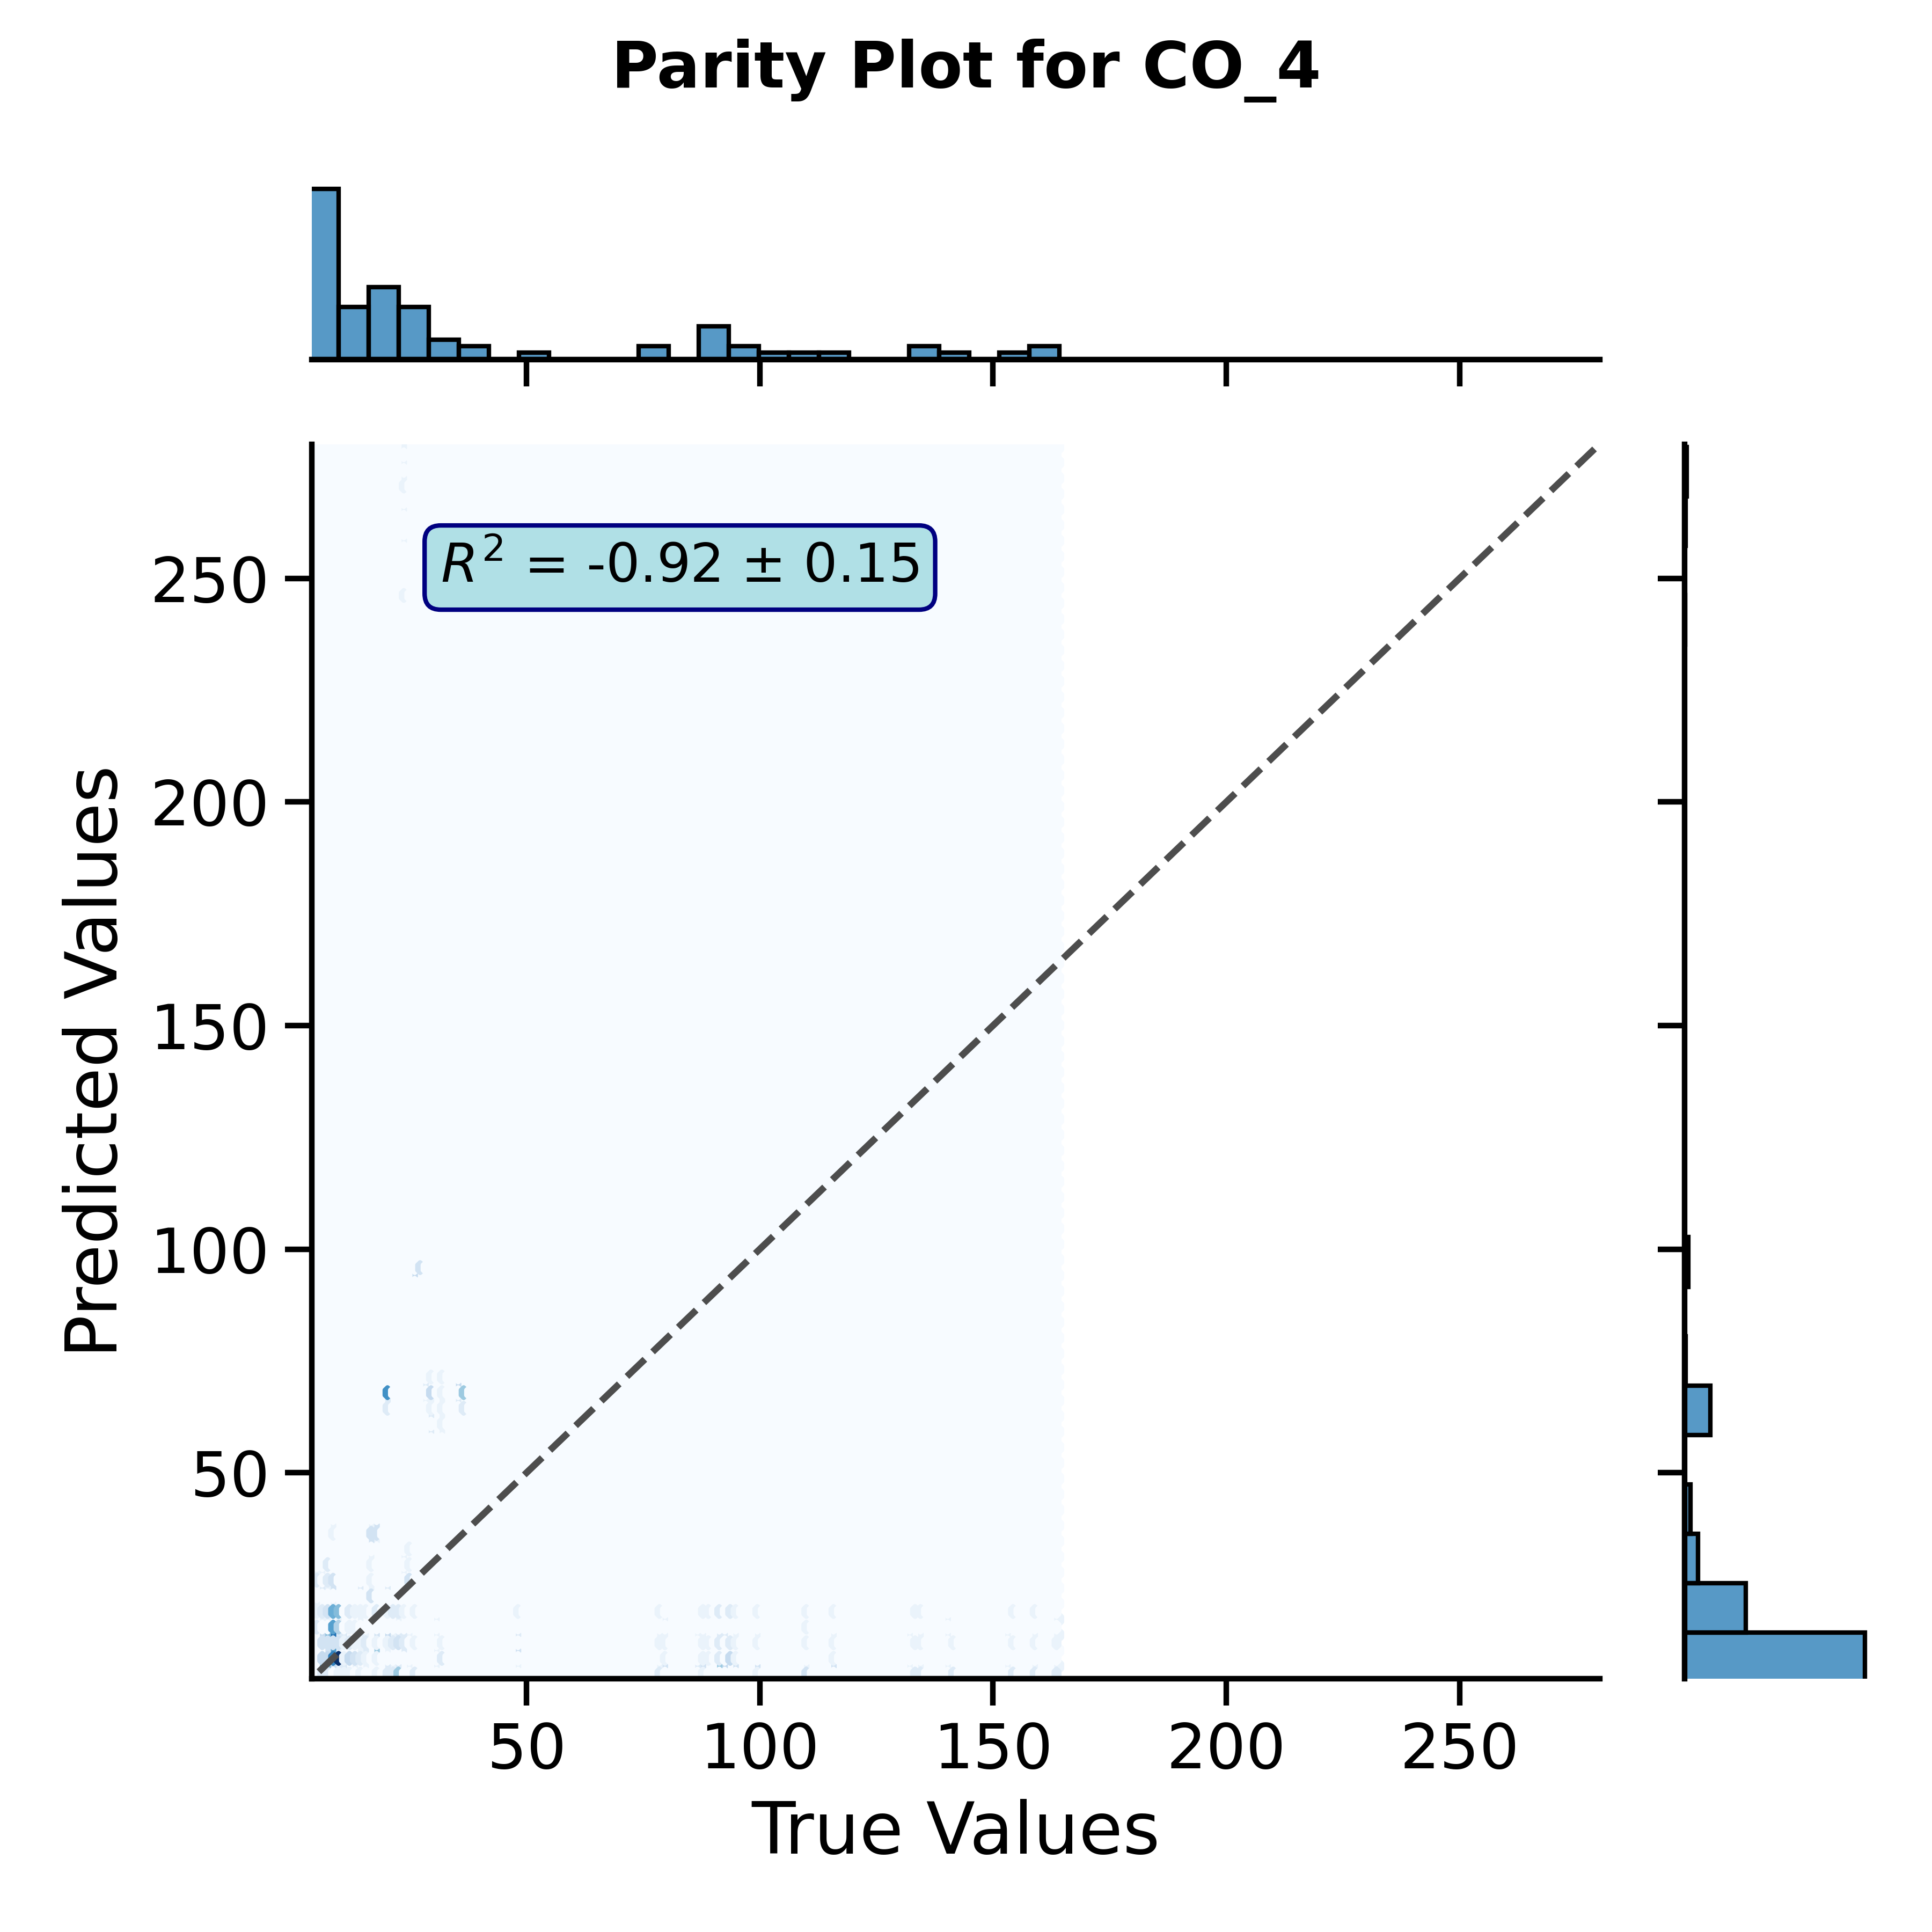 Parity Plot for CO_4
R² = -0.92 ± 0.15
Predicted Values
250
200
150
100
50
50 100 150 200 250
True Values